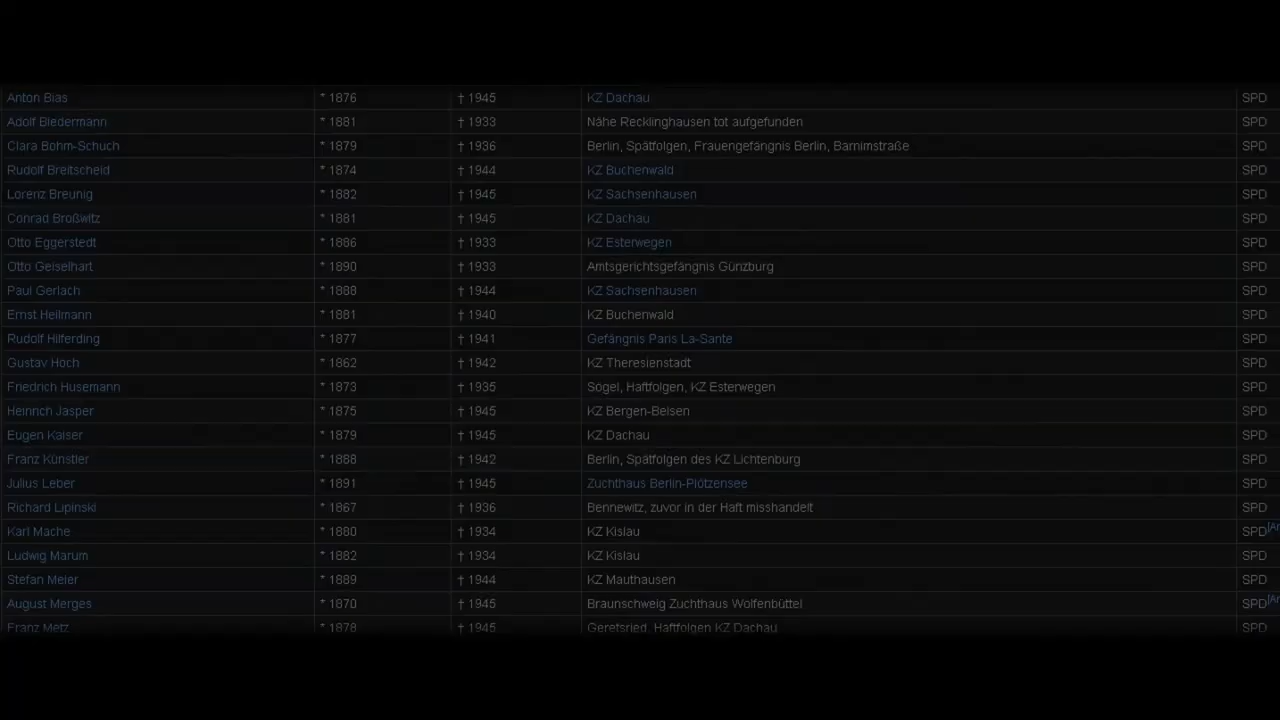 Anton Bias * 1876 † 1945 KZ Dachau SPD
Adolf Biedermann * 1881 † 1933 Nähe Recklinghausen tot aufgefunden SPD
Clara Bohm-Schuch * 1879 † 1936 Berlin, Spätfolgen, Frauengefängnis Berlin, Barnimstraße SPD
Rudolf Breitscheid * 1874 † 1944 KZ Buchenwald SPD
Lorenz Breunig * 1882 † 1945 KZ Sachsenhausen SPD
Conrad Broßwitz * 1881 † 1945 KZ Dachau SPD
Otto Eggerstedt * 1886 † 1933 KZ Esterwegen SPD
Otto Geiselhart * 1890 † 1933 Amtsgerichtsgefängnis Günzburg SPD
Paul Gerlach * 1888 † 1944 KZ Sachsenhausen SPD
Ernst Heilmann * 1881 † 1940 KZ Buchenwald SPD
Rudolf Hilferding * 1877 † 1941 Gefängnis Paris La-Sante SPD
Gustav Hoch * 1862 † 1942 KZ Theresienstadt SPD
Friedrich Husemann * 1873 † 1935 Sögel, Haftfolgen, KZ Esterwegen SPD
Heinrich Jasper * 1875 † 1945 KZ Bergen-Belsen SPD
Eugen Kaiser * 1879 † 1945 KZ Dachau SPD
Franz Künstler * 1888 † 1942 Berlin, Spätfolgen des KZ Lichtenburg SPD
Julius Leber * 1891 † 1945 Zuchthaus Berlin-Plötzensee SPD
Richard Lipinski * 1867 † 1936 Bennewitz, zuvor in der Haft misshandelt SPD
Karl Mache * 1880 † 1934 KZ Kislau SPD[An
Ludwig Marum * 1882 † 1934 KZ Kislau SPD
Stefan Meier * 1889 † 1944 KZ Mauthausen SPD
August Merges * 1870 † 1945 Braunschweig Zuchthaus Wolfenbüttel SPD[An
Franz Metz * 1878 † 1945 Geretsried, Haftfolgen KZ Dachau SPD